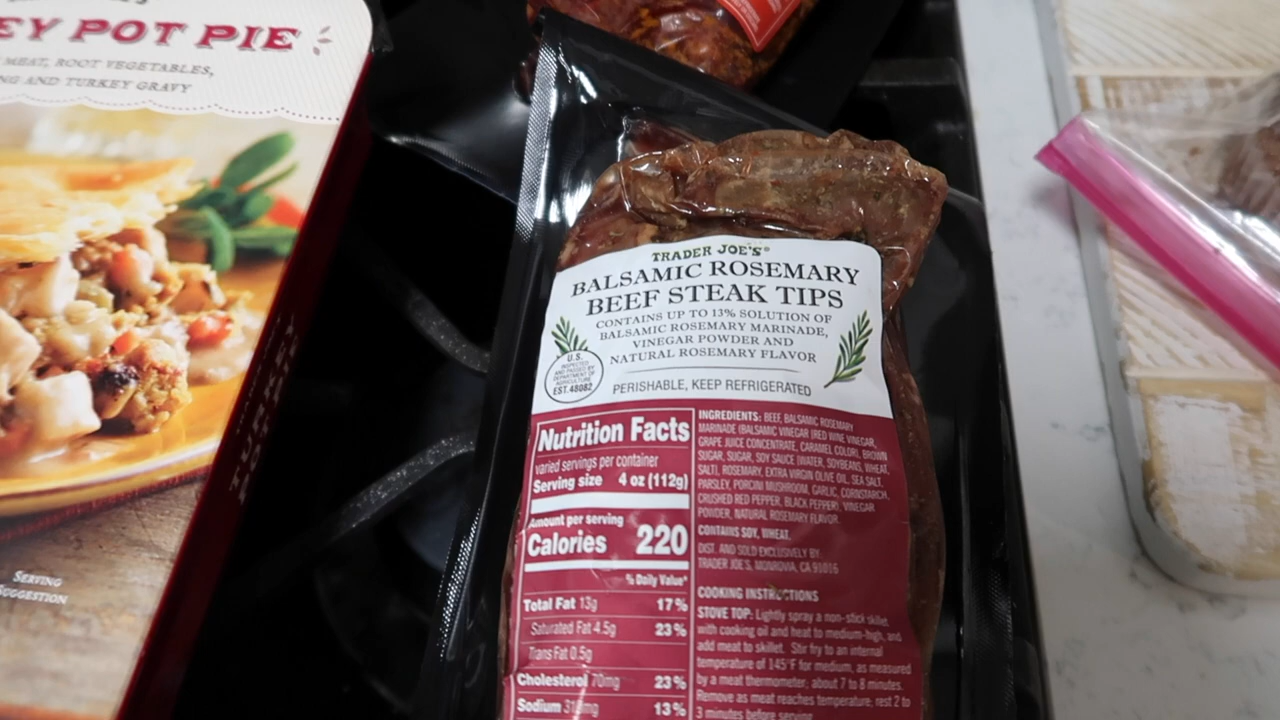 EY POT PIE
MEAT, ROOT VEGETABLES,
NG AND TURKEY GRAVY
SERVING
SUGGESTION
TRADER JOE'S®
BALSAMIC ROSEMARY
BEEF STEAK TIPS
CONTAINS UP TO 13% SOLUTION OF
BALSAMIC ROSEMARY MARINADE,
VINEGAR POWDER AND
NATURAL ROSEMARY FLAVOR
U.S.
INSPECTED
AND PASSED BY
DEPARTMENT OF
AGRICULTURE
EST. 48082
PERISHABLE, KEEP REFRIGERATED
Nutrition Facts
varied servings per container
Serving size 4 oz (112g)
Amount per serving
Calories 220
% Daily Value*
Total Fat 13g 17%
Saturated Fat 4.5g 23%
Trans Fat 0.5g
Cholesterol 70mg 23%
Sodium mg 13%
INGREDIENTS: BEEF, BALSAMIC ROSEMARY
MARINADE (BALSAMIC VINEGAR (RED WINE VINEGAR,
GRAPE JUICE CONCENTRATE, CARAMEL COLOR), BROWN
SUGAR, SUGAR, SOY SAUCE (WATER, SOYBEANS, WHEAT,
SALT), ROSEMARY, EXTRA VIRGIN OLIVE OIL, SEA SALT,
PARSLEY, PORCINI MUSHROOM, GARLIC, CORNSTARCH,
CRUSHED RED PEPPER, BLACK PEPPER), VINEGAR
POWDER, NATURAL ROSEMARY FLAVOR.
CONTAINS SOY, WHEAT.
DIST. AND SOLD EXCLUSIVELY BY:
TRADER JOE'S, MONROVIA, CA 91016
COOKING INSTRUCTIONS
STOVE TOP: Lightly spray a non-stick skillet
with cooking oil and heat to medium-high, and
add meat to skillet. Stir fry to an internal
temperature of 145°F for medium, as measured
by a meat thermometer; about 7 to 8 minutes.
Remove as meat reaches temperature; rest 2 to
3 minutes before serving.